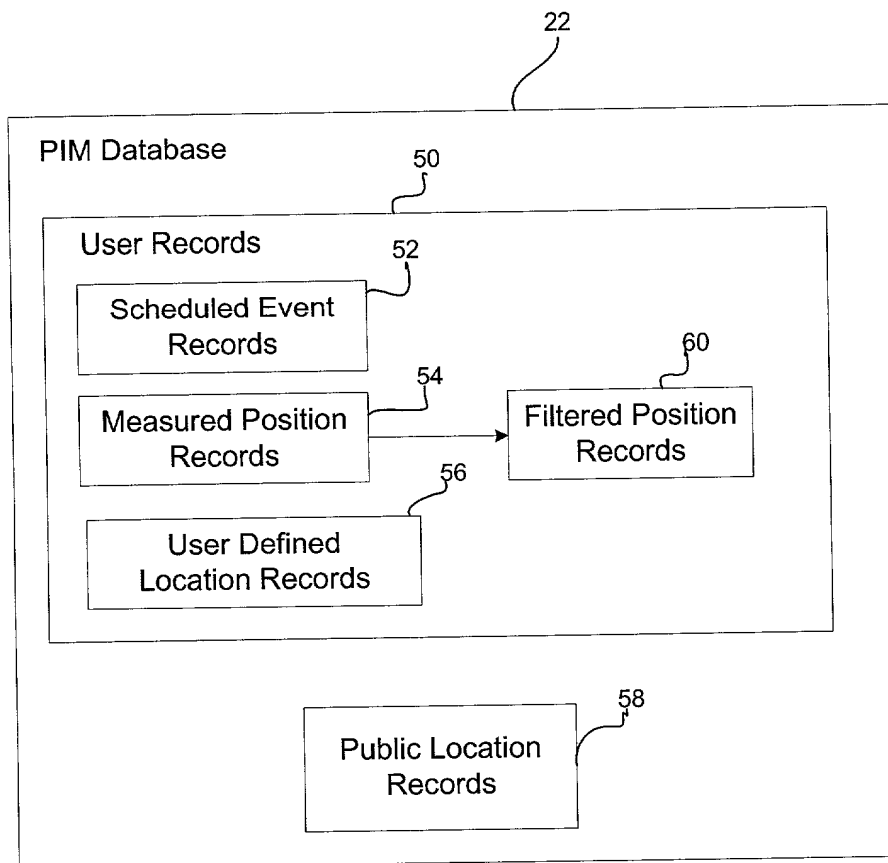 22
PIM Database
50
User Records
52
Scheduled Event
Records
54
Measured Position
Records
60
Filtered Position
Records
56
User Defined
Location Records
58
Public Location
Records